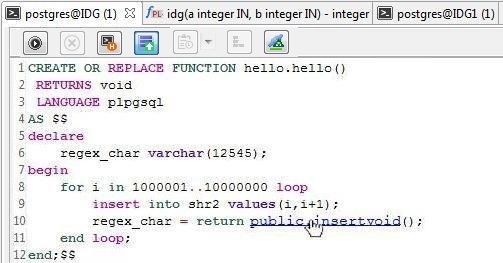 postgres@IDG (1) idg(a integer IN, b integer IN) - integer postgres@IDG1 (1)
1 CREATE OR REPLACE FUNCTION hello.hello()
2 RETURNS void
3 LANGUAGE plpgsql
4 AS $$
5 declare
6 regex_char varchar(12545);
7 begin
8 for i in 1000001..10000000 loop
9 insert into shr2 values(i,i+1);
10 regex_char = return public.insertvoid();
11 end loop;
12 end;$$